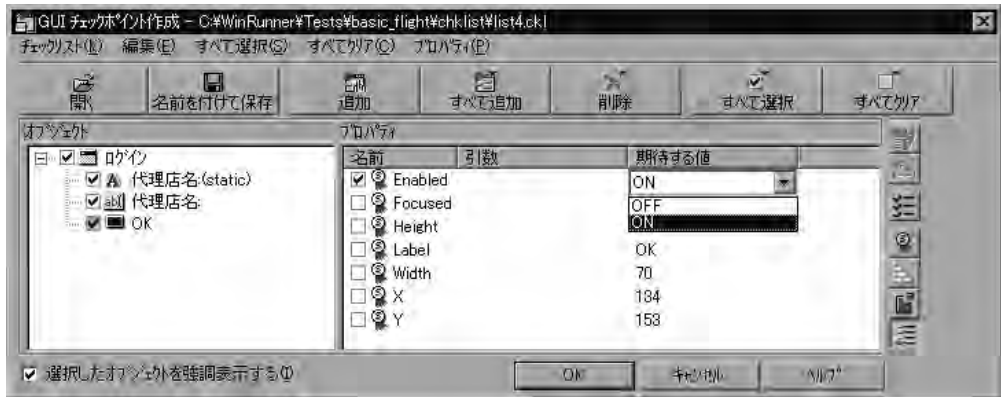 GUI チェックポイント作成 - C:¥WinRunner¥Tests¥basic_flight¥chklist¥list4.ckl
チェックリスト(N) 編集(E) すべて選択(S) すべてクリア(C) プロパティ(P)
開く 名前を付けて保存 追加 すべて追加 削除 すべて選択 すべてクリア
オブジェクト プロパティ
名前 引数 期待する値
ログイン
代理店名:(static)
代理店名:
OK
Enabled ON
Focused OFF
Height ON
Label OK
Width 70
X 134
Y 153
選択したオブジェクトを強調表示する(I)
OK キャンセル ヘルプ